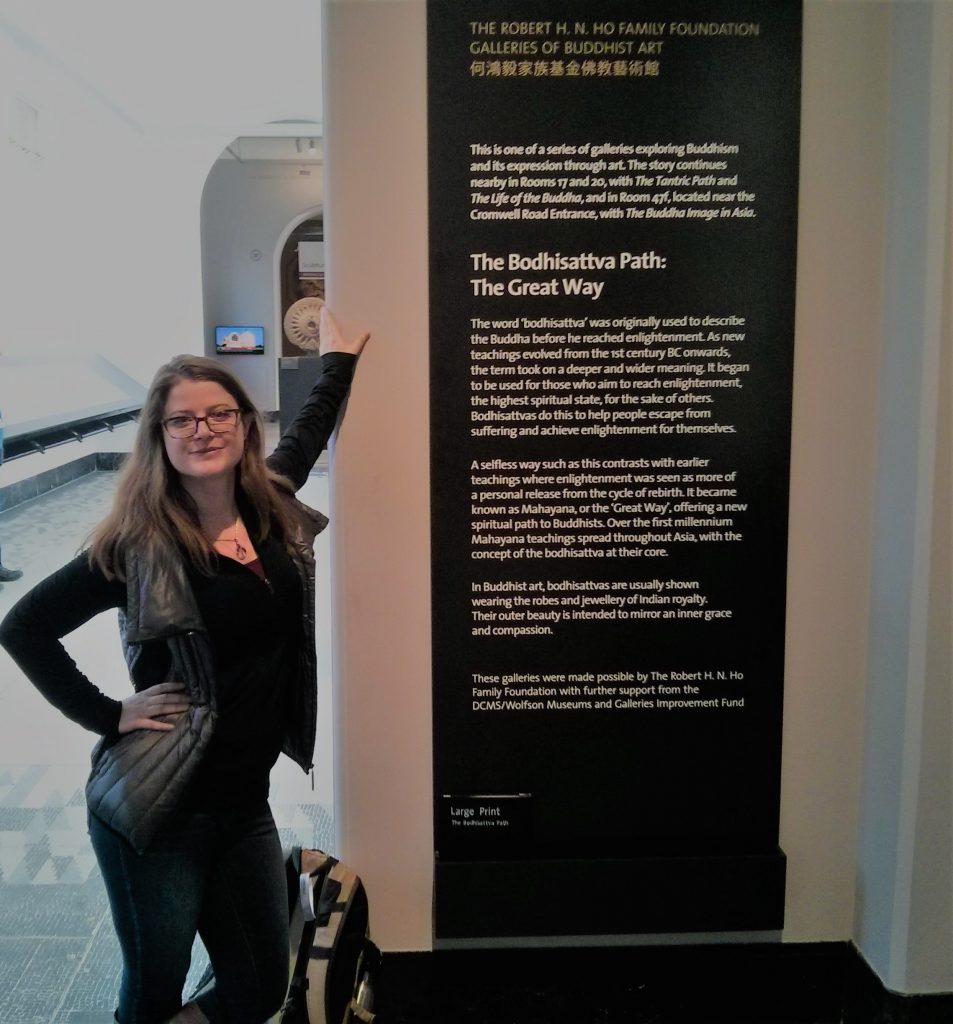 THE ROBERT H. N. HO FAMILY FOUNDATION
GALLERIES OF BUDDHIST ART
何鴻毅家族基金佛教藝術館
This is one of a series of galleries exploring Buddhism
and its expression through art. The story continues
nearby in Rooms 17 and 20, with The Tantric Path and
The Life of the Buddha, and in Room 47f, located near the
Cromwell Road Entrance, with The Buddha Image in Asia.
The Bodhisattva Path:
The Great Way
The word ‘bodhisattva’ was originally used to describe
the Buddha before he reached enlightenment. As new
teachings evolved from the 1st century BC onwards,
the term took on a deeper and wider meaning. It began
to be used for those who aim to reach enlightenment,
the highest spiritual state, for the sake of others.
Bodhisattvas do this to help people escape from
suffering and achieve enlightenment for themselves.
A selfless way such as this contrasts with earlier
teachings where enlightenment was seen as more of
a personal release from the cycle of rebirth. It became
known as Mahayana, or the ‘Great Way’, offering a new
spiritual path to Buddhists. Over the first millennium
Mahayana teachings spread throughout Asia, with the
concept of the bodhisattva at their core.
In Buddhist art, bodhisattvas are usually shown
wearing the robes and jewellery of Indian royalty.
Their outer beauty is intended to mirror an inner grace
and compassion.
These galleries were made possible by The Robert H. N. Ho
Family Foundation with further support from the
DCMS/Wolfson Museums and Galleries Improvement Fund
Large Print
The Bodhisattva Path